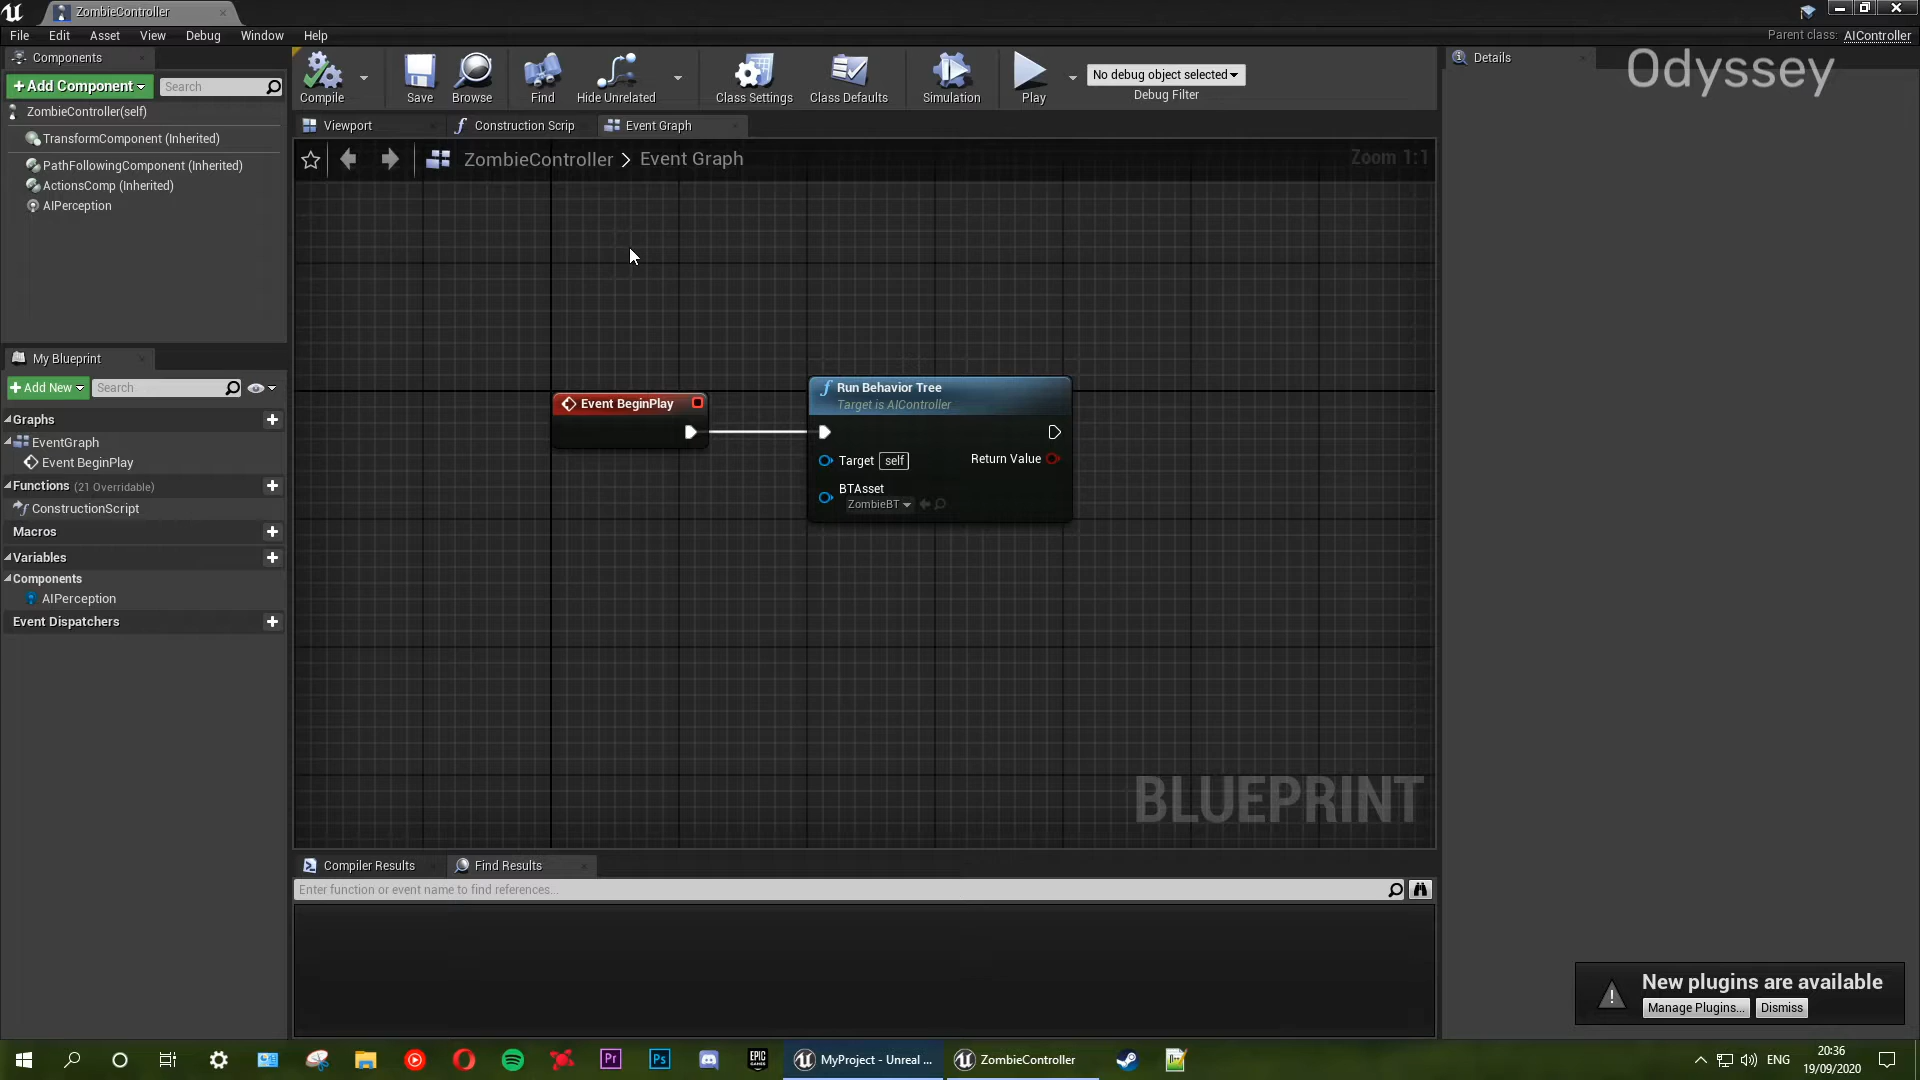 ZombieController
File Edit Asset View Debug Window Help
Parent class: AIController
Components
+ Add Component
Search
ZombieController(self)
TransformComponent (Inherited)
PathFollowingComponent (Inherited)
ActionsComp (Inherited)
AIPerception
Compile
Save
Browse
Find
Hide Unrelated
Class Settings
Class Defaults
Simulation
Play
No debug object selected
Debug Filter
Details
Odyssey
Viewport
Construction Scrip
Event Graph
ZombieController > Event Graph
Zoom 1:1
Event BeginPlay
Run Behavior Tree
Target is AIController
Target self
Return Value
BTAsset
ZombieBT
BLUEPRINT
My Blueprint
+ Add New
Search
Graphs
EventGraph
Event BeginPlay
Functions (21 Overridable)
ConstructionScript
Macros
Variables
Components
AIPerception
Event Dispatchers
Compiler Results
Find Results
Enter function or event name to find references...
New plugins are available
Manage Plugins...
Dismiss
Pr
Ps
EPIC
GAMES
MyProject - Unreal ...
ZombieController
ENG
20:36
19/09/2020